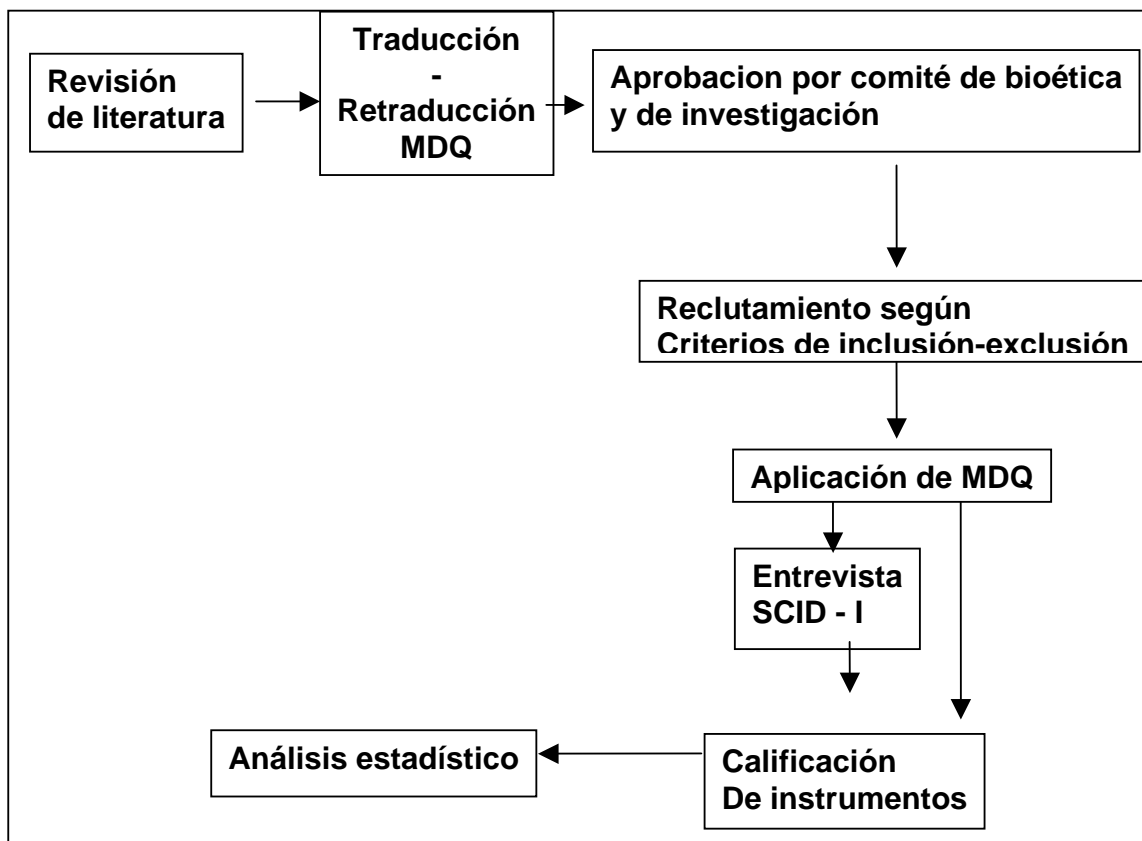 Revisión
de literatura
Traducción
-
Retraducción
MDQ
Aprobacion por comité de bioética
y de investigación
Reclutamiento según
Criterios de inclusión-exclusión
Aplicación de MDQ
Entrevista
SCID - I
Calificación
De instrumentos
Análisis estadístico